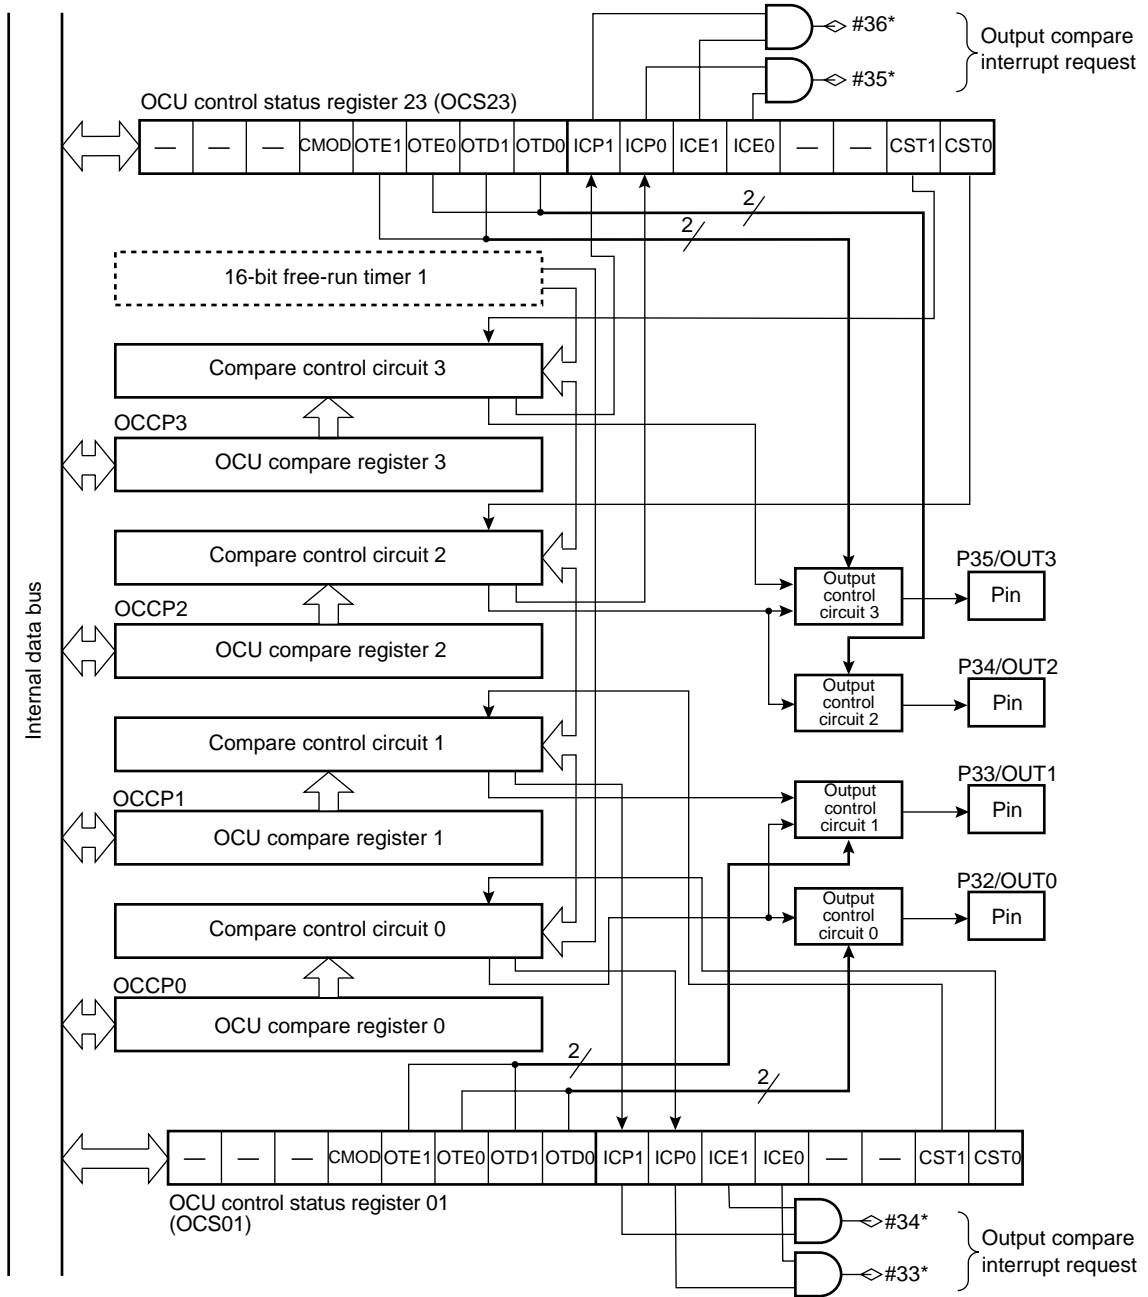 #36*
Output compare
interrupt request
#35*
OCU control status register 23 (OCS23)
— — — CMOD OTE1 OTE0 OTD1 OTD0 ICP1 ICP0 ICE1 ICE0 — — CST1 CST0
2
2
16-bit free-run timer 1
Compare control circuit 3
OCCP3
OCU compare register 3
Compare control circuit 2
OCCP2
OCU compare register 2
Output
control
circuit 3
P35/OUT3
Pin
Output
control
circuit 2
P34/OUT2
Pin
Internal data bus
Compare control circuit 1
OCCP1
OCU compare register 1
Output
control
circuit 1
P33/OUT1
Pin
Compare control circuit 0
OCCP0
OCU compare register 0
Output
control
circuit 0
P32/OUT0
Pin
2
2
— — — CMOD OTE1 OTE0 OTD1 OTD0 ICP1 ICP0 ICE1 ICE0 — — CST1 CST0
OCU control status register 01
(OCS01)
#34*
Output compare
interrupt request
#33*